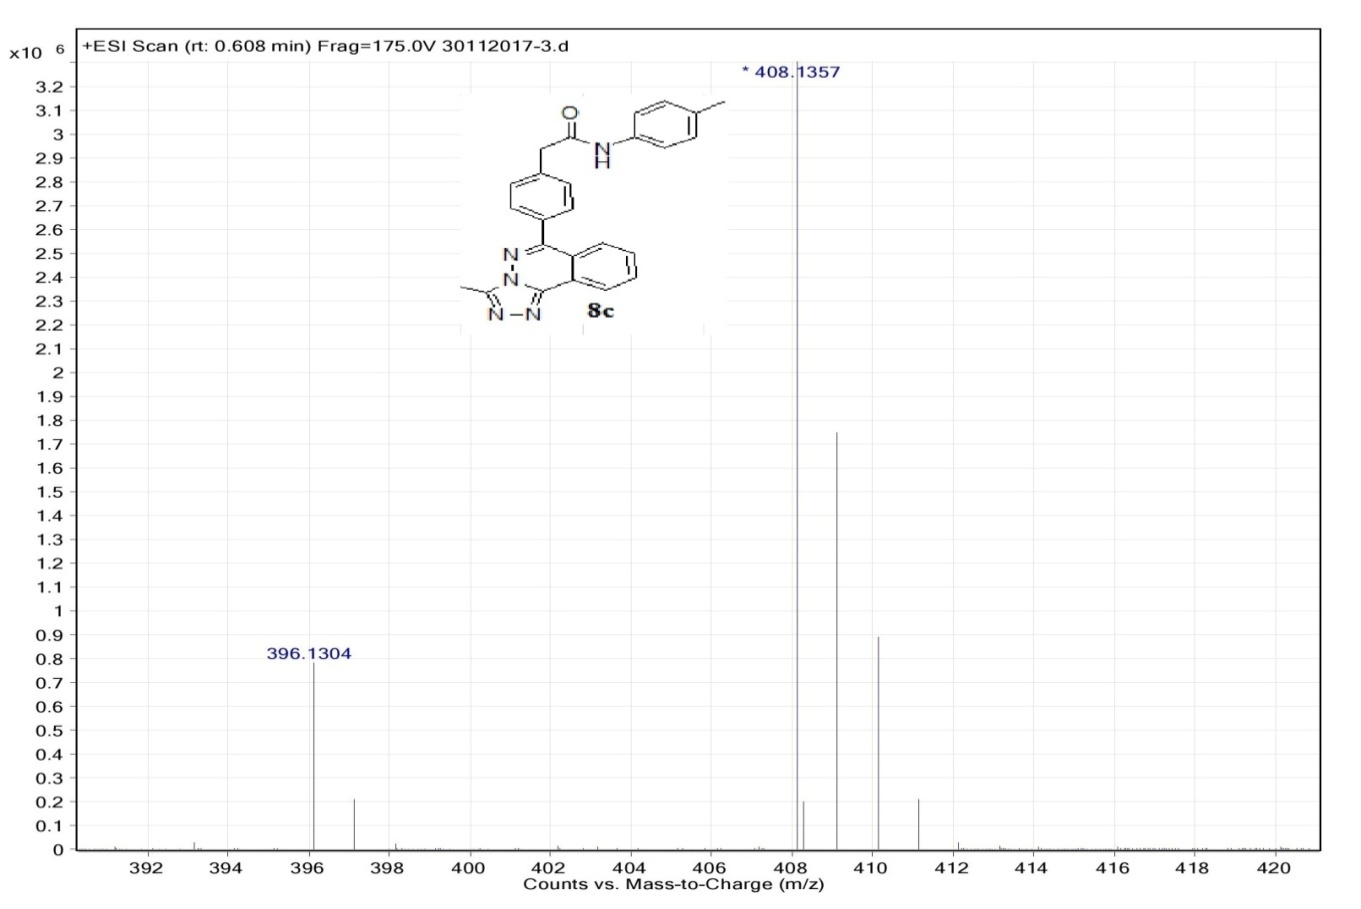 x10 6
+ESI Scan (rt: 0.608 min) Frag=175.0V 30112017-3.d
* 408.1357
3.2
3.1
3
2.9
2.8
2.7
2.6
2.5
2.4
2.3
2.2
2.1
2
1.9
1.8
1.7
1.6
1.5
1.4
1.3
1.2
1.1
1
0.9
0.8
0.7
0.6
0.5
0.4
0.3
0.2
0.1
0
O
N
H
N
N
N
N
8c
396.1304
392 394 396 398 400 402 404 406 408 410 412 414 416 418 420
Counts vs. Mass-to-Charge (m/z)